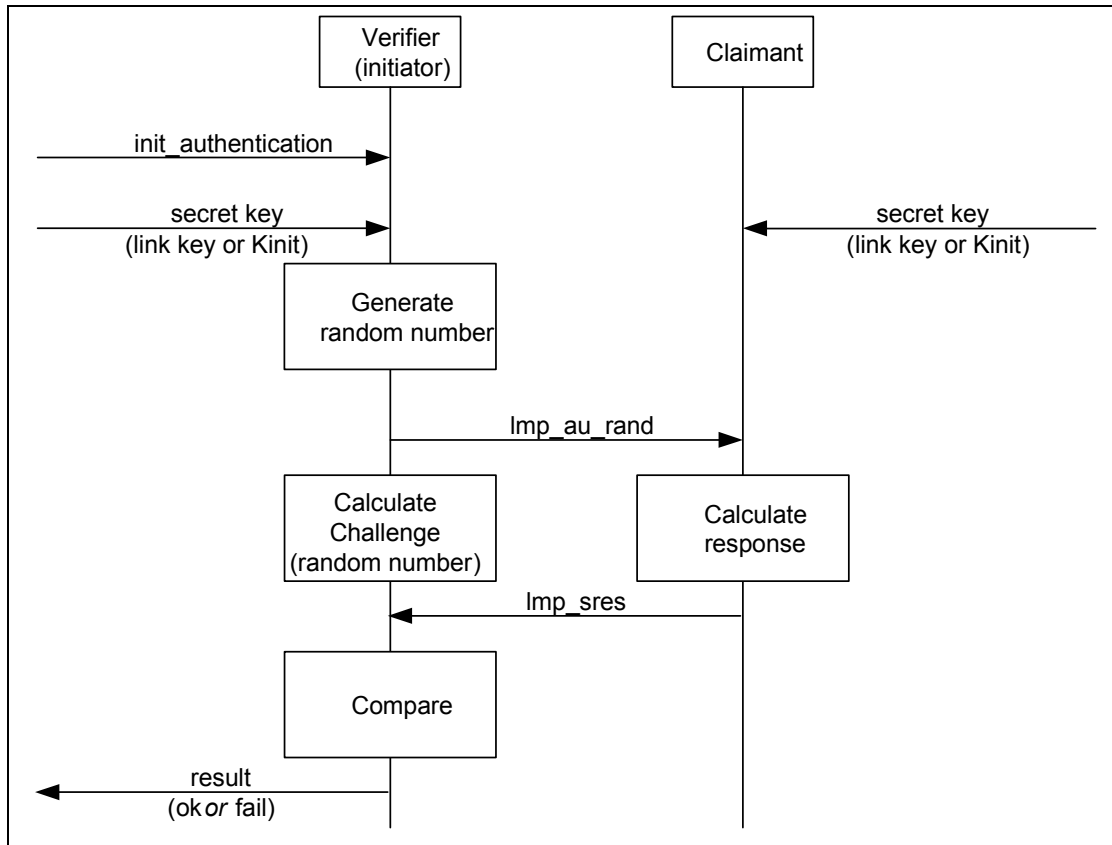 Verifier
(initiator)
Claimant
init_authentication
secret key
(link key or Kinit)
secret key
(link key or Kinit)
Generate
random number
lmp_au_rand
Calculate
Challenge
(random number)
Calculate
response
lmp_sres
Compare
result
(ok or fail)